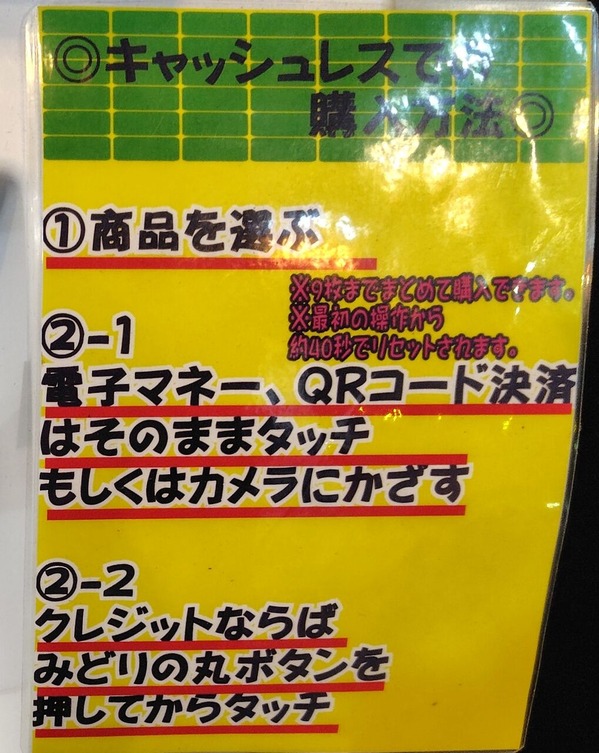 ◎キャッシュレスでの
購入方法◎
①商品を選ぶ
※9枚までまとめて購入できます。
※最初の操作から
約40秒でリセットされます。
②-1
電子マネー、QRコード決済
はそのままタッチ
もしくはカメラにかざす
②-2
クレジットならば
みどりの丸ボタンを
押してからタッチ